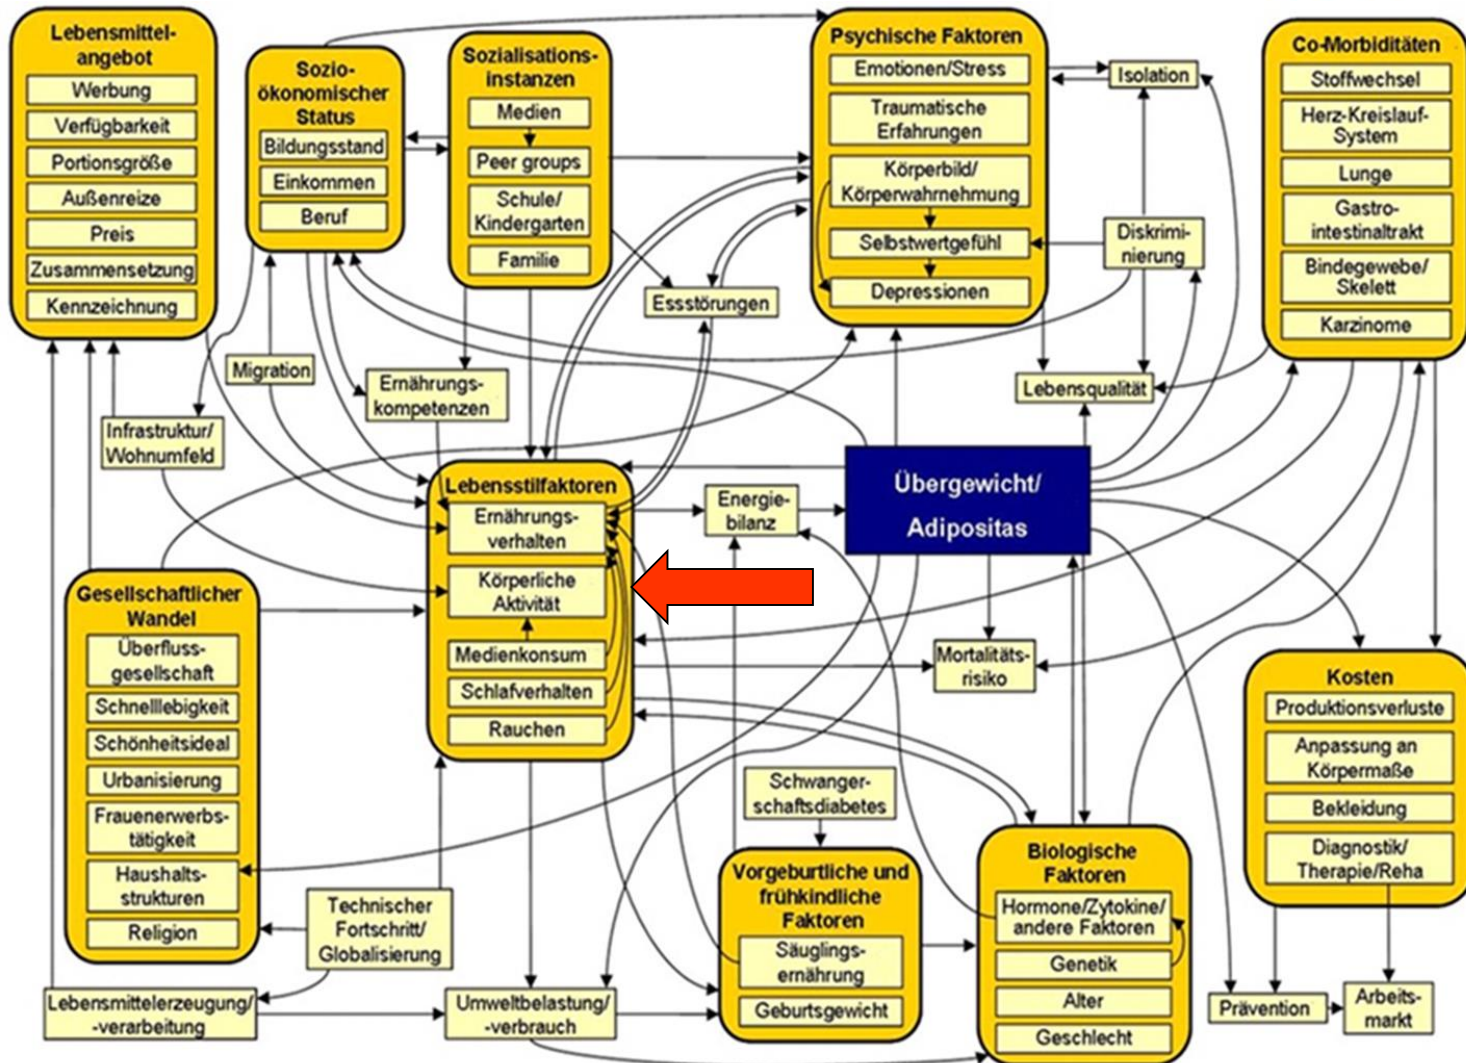 Lebensmittel-
angebot
Werbung
Verfügbarkeit
Portionsgröße
Außenreize
Preis
Zusammensetzung
Kennzeichnung
Sozio-
ökonomischer
Status
Bildungsstand
Einkommen
Beruf
Sozialisations-
instanzen
Medien
Peer groups
Schule/
Kindergarten
Familie
Psychische Faktoren
Emotionen/Stress
Traumatische
Erfahrungen
Körperbild/
Körperwahrnehmung
Selbstwertgefühl
Depressionen
Isolation
Diskrimi-
nierung
Co-Morbiditäten
Stoffwechsel
Herz-Kreislauf-
System
Lunge
Gastro-
intestinaltrakt
Bindegewebe/
Skelett
Karzinome
Essstörungen
Migration
Ernährungs-
kompetenzen
Lebensqualität
Infrastruktur/
Wohnumfeld
Lebensstilfaktoren
Ernährungs-
verhalten
Körperliche
Aktivität
Medienkonsum
Schlafverhalten
Rauchen
Energie-
bilanz
Übergewicht/
Adipositas
Gesellschaftlicher
Wandel
Überfluss-
gesellschaft
Schnelllebigkeit
Schönheitsideal
Urbanisierung
Frauenerwerbs-
tätigkeit
Haushalts-
strukturen
Religion
Mortalitäts-
risiko
Kosten
Produktionsverluste
Anpassung an
Körpermaße
Bekleidung
Diagnostik/
Therapie/Reha
Schwanger-
schaftsdiabetes
Vorgeburtliche und
frühkindliche
Faktoren
Säuglings-
ernährung
Geburtsgewicht
Biologische
Faktoren
Hormone/Zytokine/
andere Faktoren
Genetik
Alter
Geschlecht
Technischer
Fortschritt/
Globalisierung
Lebensmittelerzeugung/
-verarbeitung
Umweltbelastung/
-verbrauch
Prävention
Arbeits-
markt